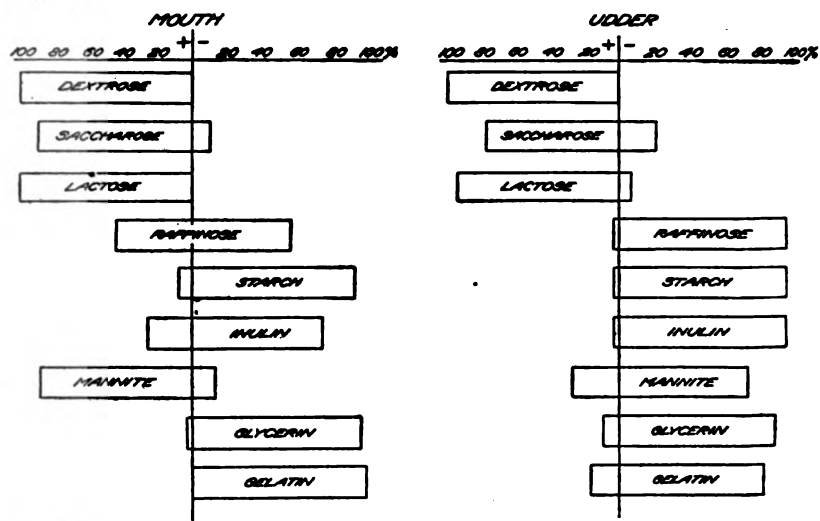 MOUTH
+ -
100 80 60 40 20 20 40 60 80 100%
DEXTROSE
SACCHAROSE
LACTOSE
RAFFINOSE
STARCH
INULIN
MANNITE
GLYCERIN
GELATIN
UDDER
+ -
100 80 60 40 20 20 40 60 80 100%
DEXTROSE
SACCHAROSE
LACTOSE
RAFFINOSE
STARCH
INULIN
MANNITE
GLYCERIN
GELATIN